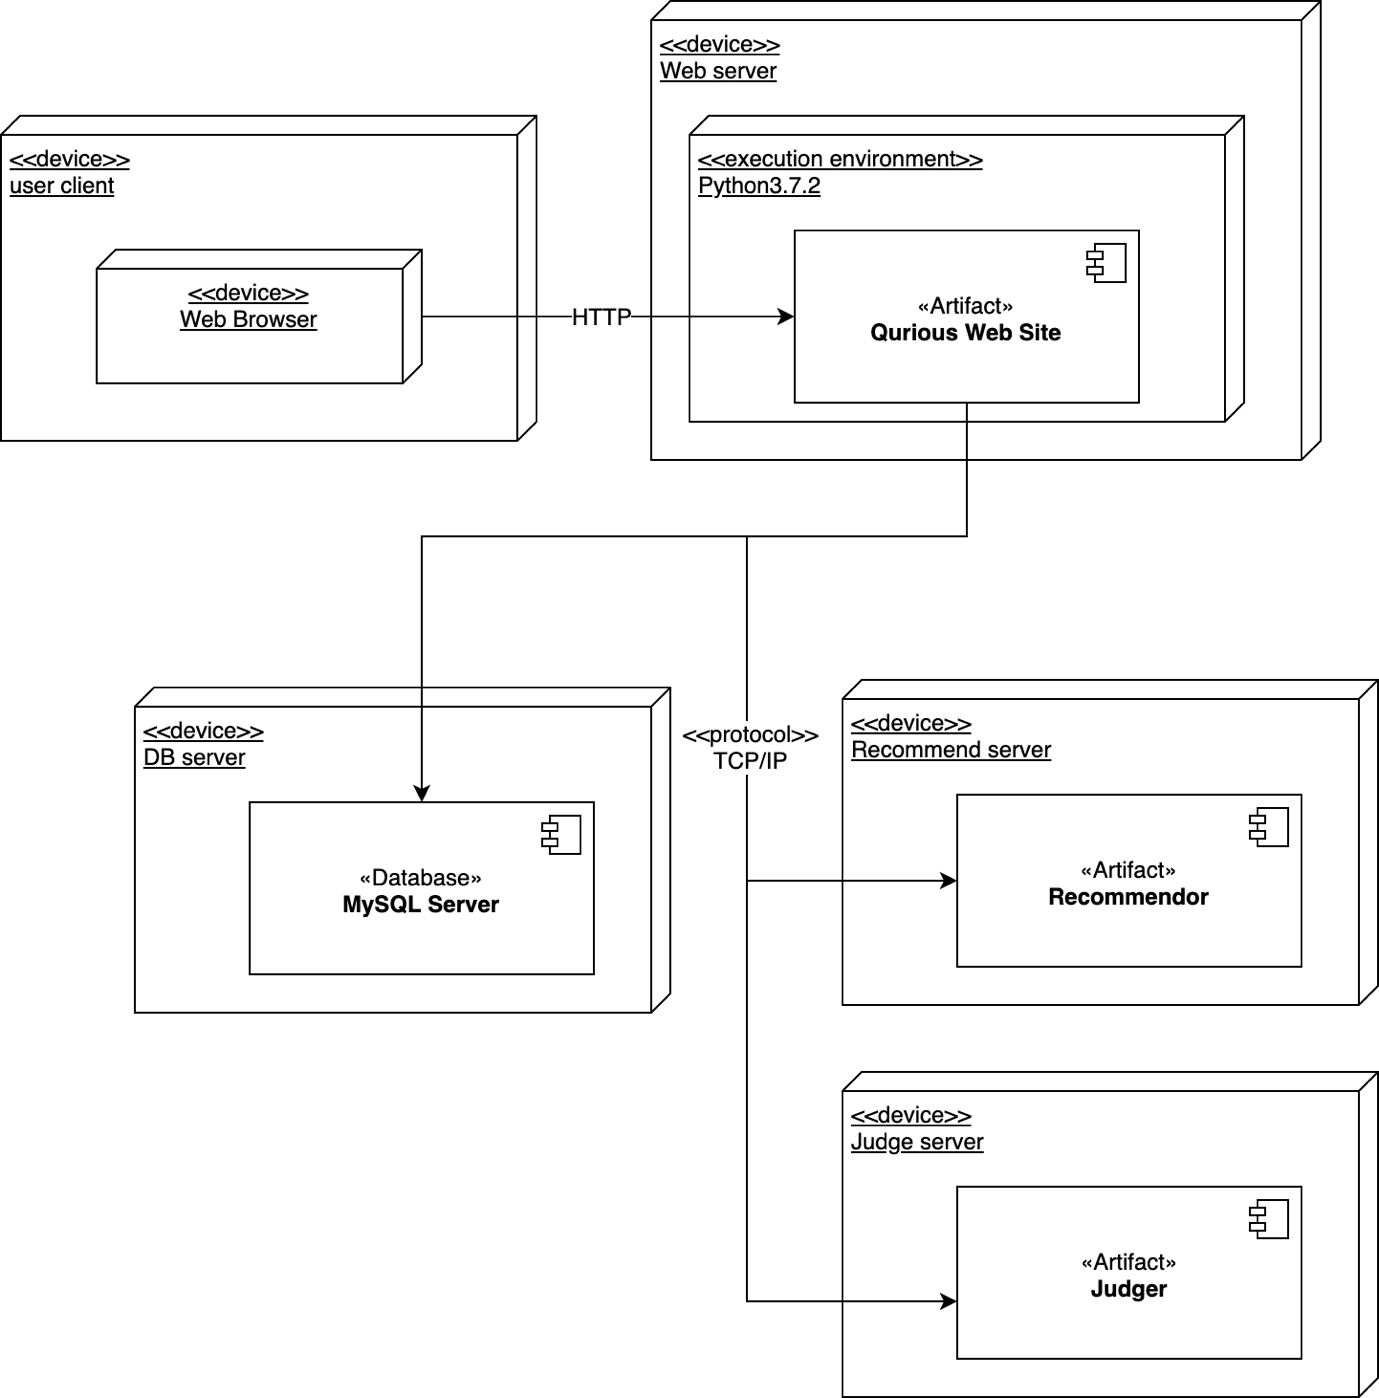 <<device>>
Web server
<<device>>
user client
<<execution environment>>
Python3.7.2
<<device>>
Web Browser
HTTP
«Artifact»
Qurious Web Site
<<device>>
DB server
<<protocol>>
TCP/IP
<<device>>
Recommend server
«Database»
MySQL Server
«Artifact»
Recommendor
<<device>>
Judge server
«Artifact»
Judger